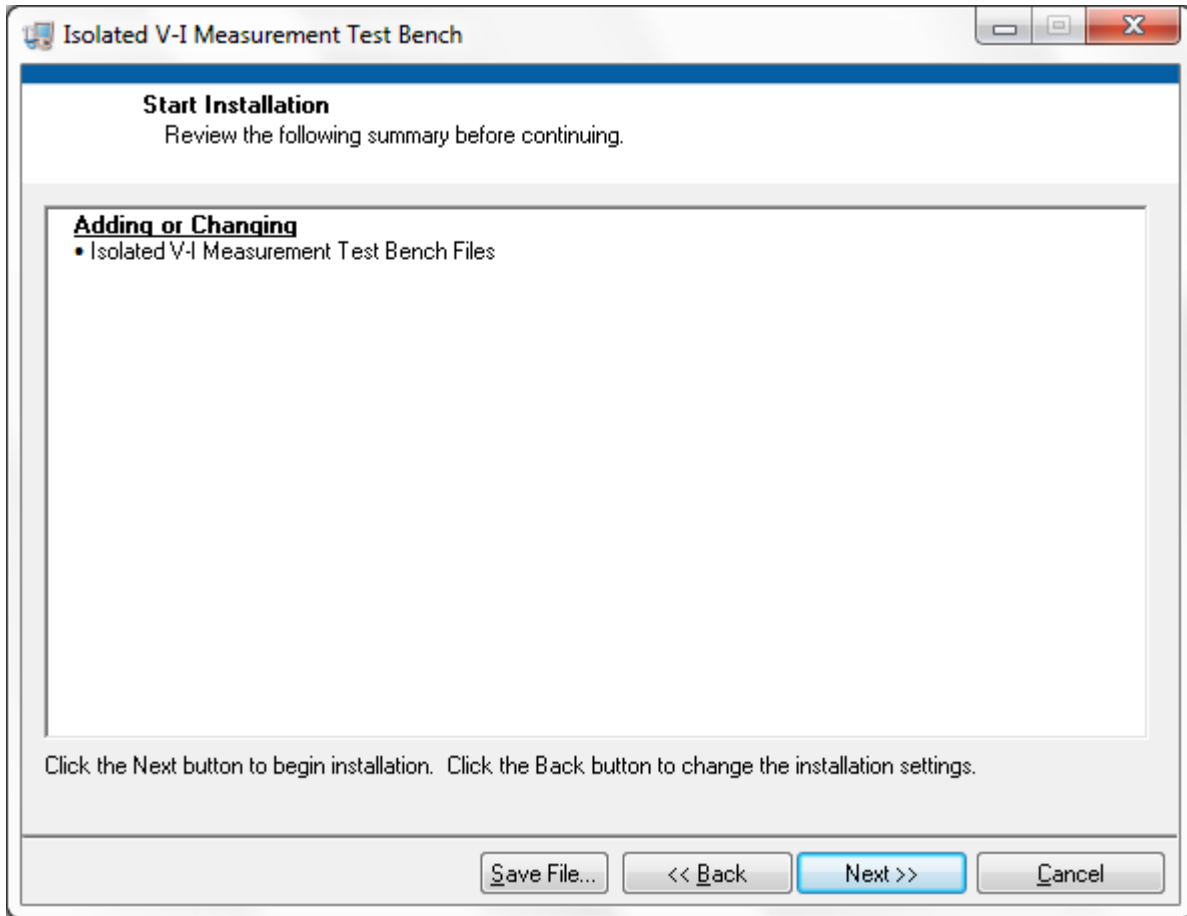 Isolated V-I Measurement Test Bench
Start Installation
Review the following summary before continuing.
Adding or Changing
• Isolated V-I Measurement Test Bench Files
Click the Next button to begin installation. Click the Back button to change the installation settings.
Save File... << Back Next >> Cancel